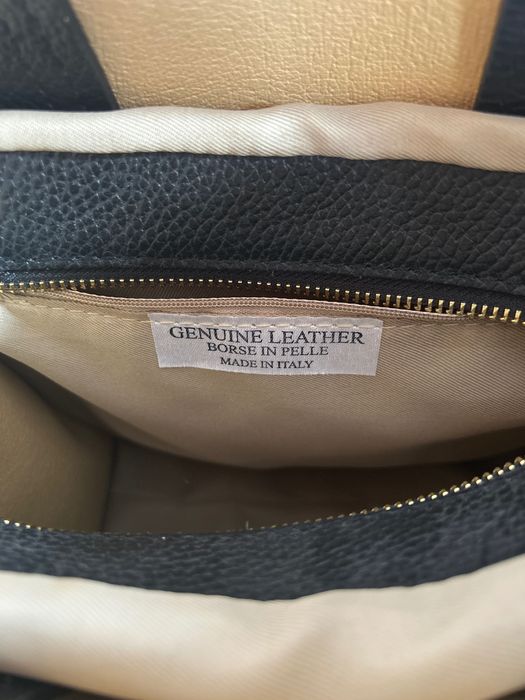 GENUINE LEATHER
BORSE IN PELLE
MADE IN ITALY